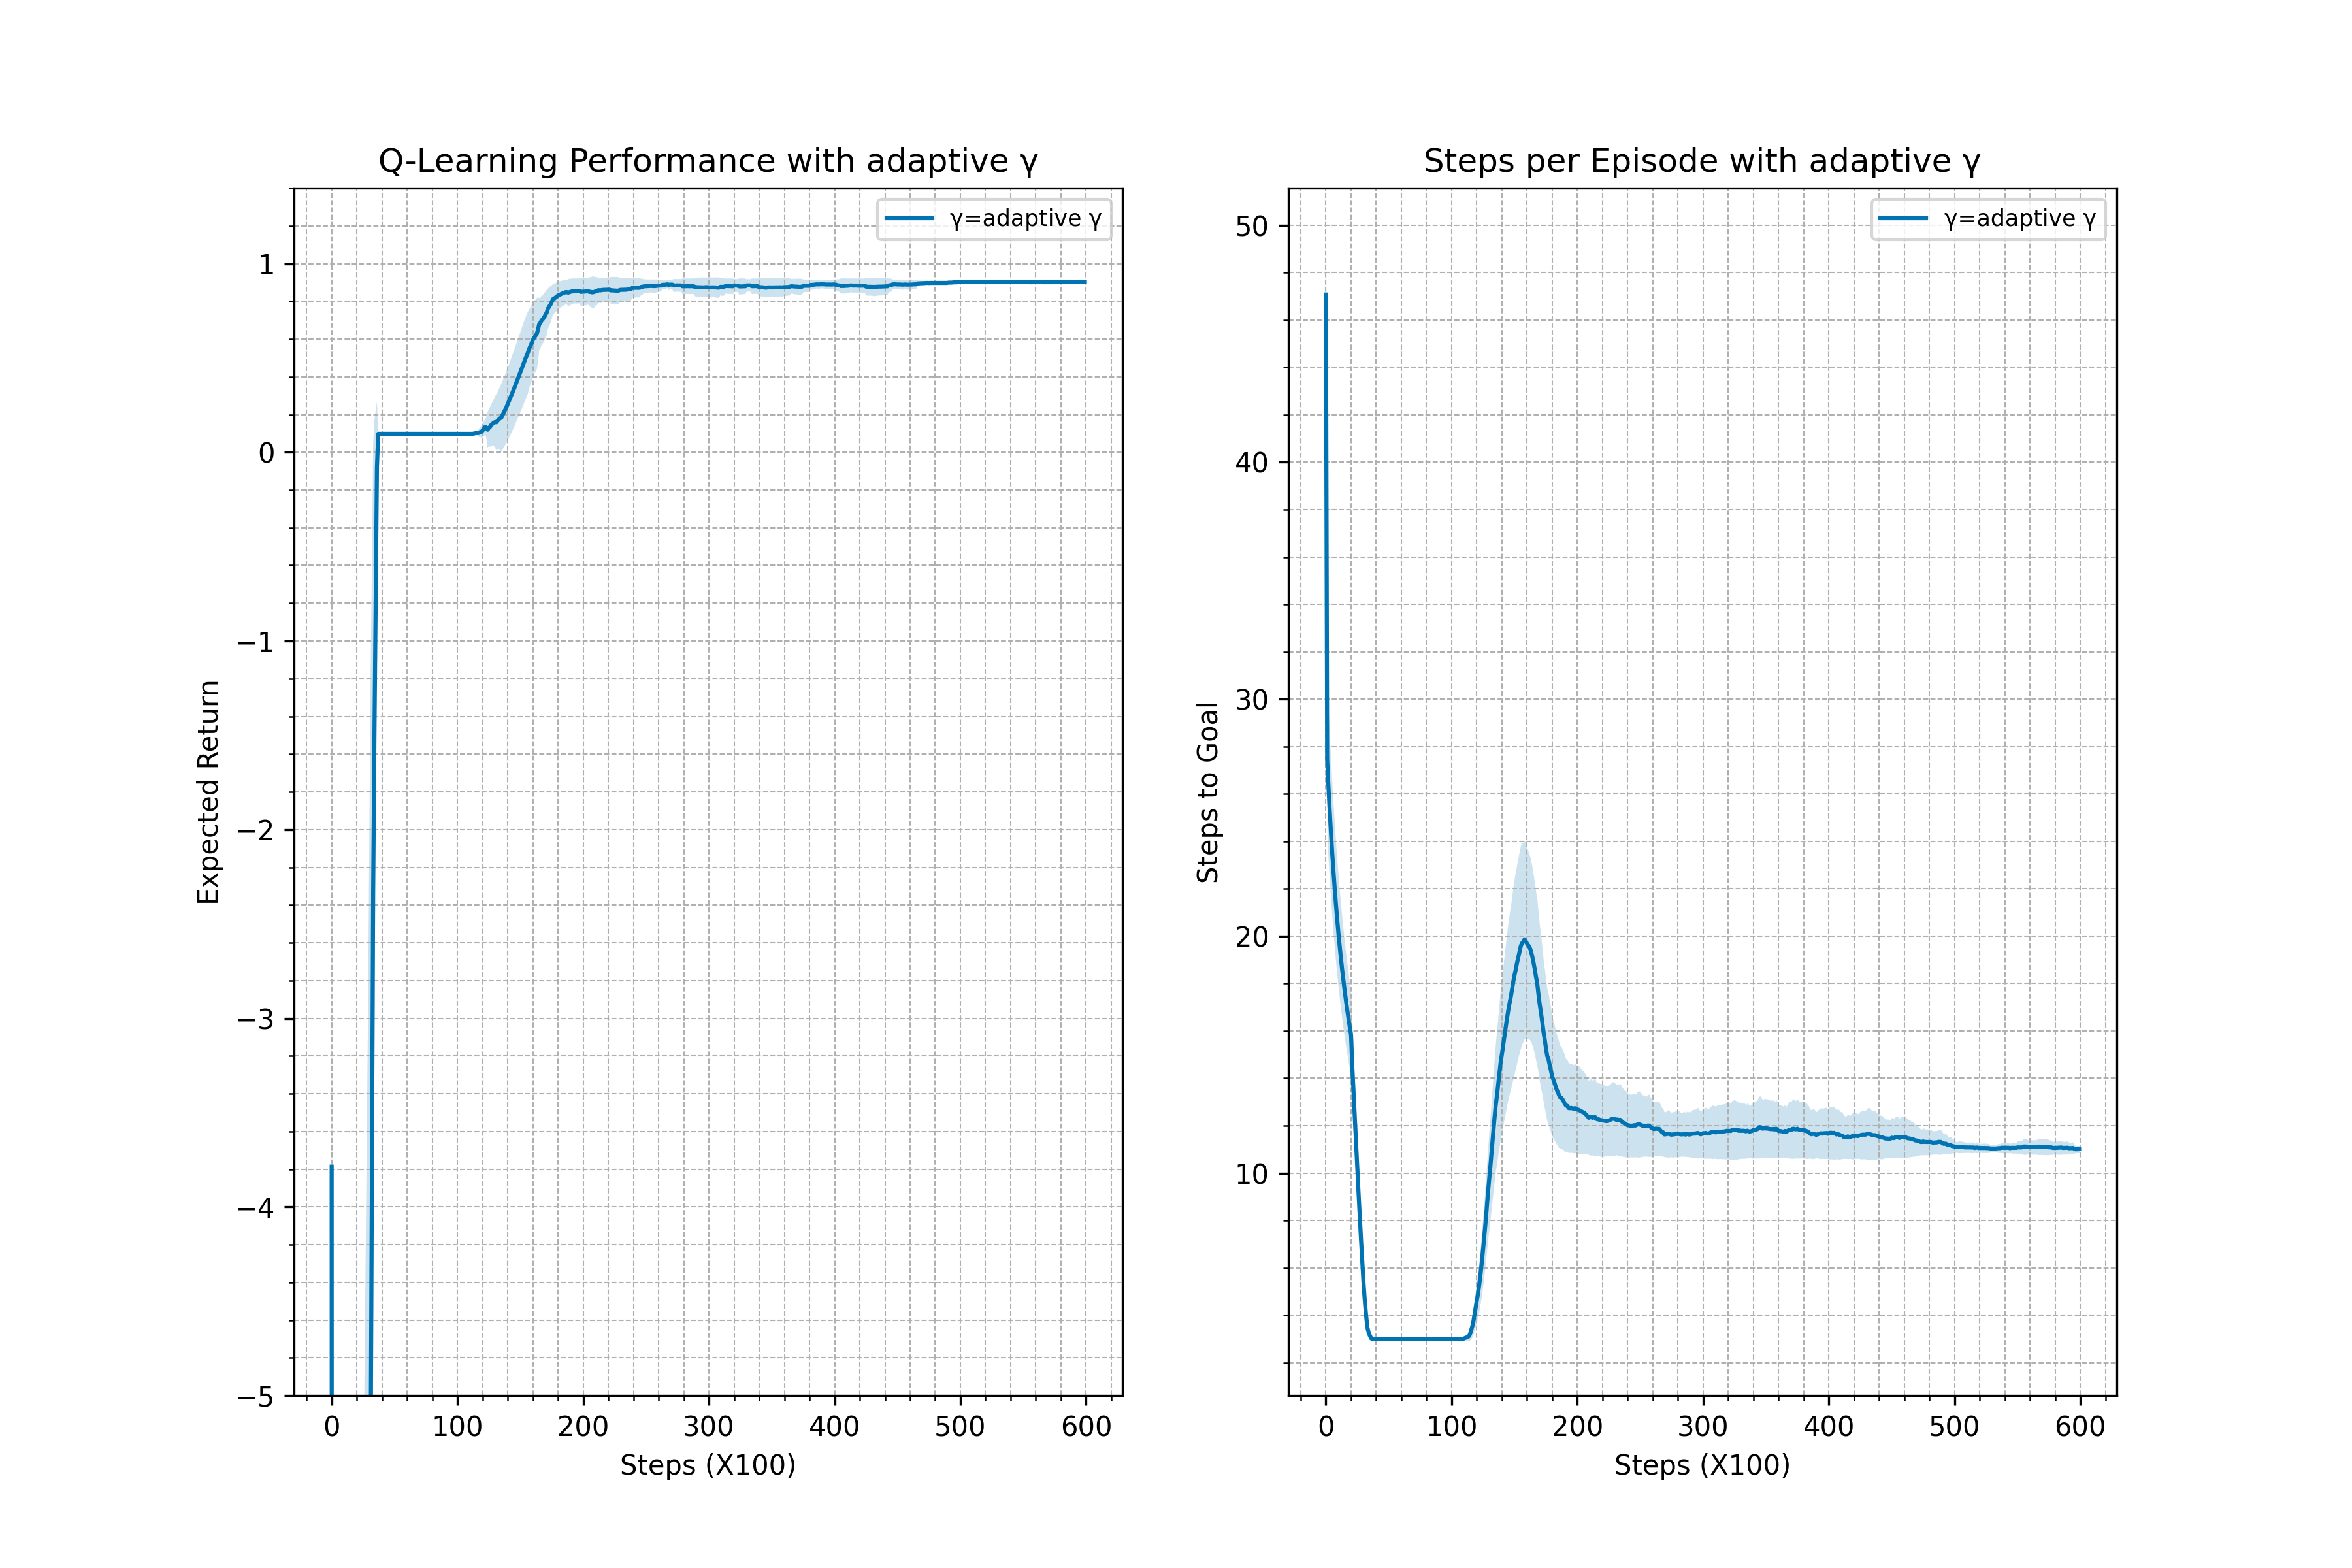 Q-Learning Performance with adaptive γ
γ=adaptive γ
Expected Return
1
0
−1
−2
−3
−4
−5
0 100 200 300 400 500 600
Steps (X100)
Steps per Episode with adaptive γ
γ=adaptive γ
Steps to Goal
50
40
30
20
10
0 100 200 300 400 500 600
Steps (X100)